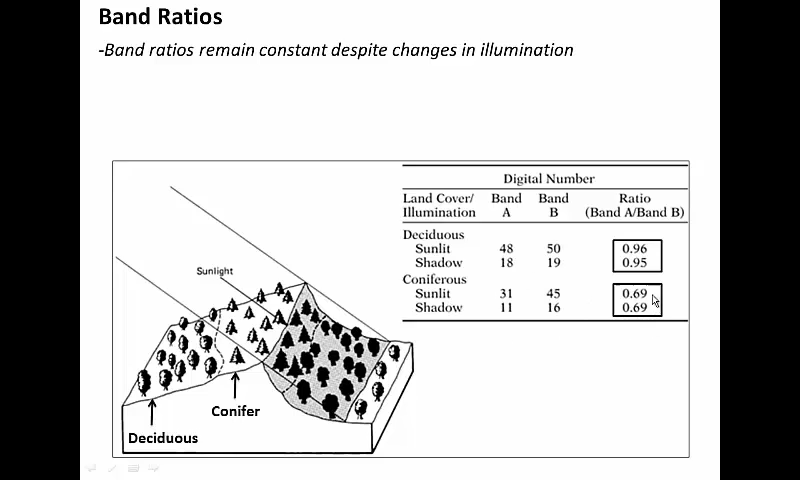 Band Ratios
-Band ratios remain constant despite changes in illumination
Digital Number
Land Cover/ Band Band Ratio
Illumination A B (Band A/Band B)
Deciduous
Sunlit 48 50 0.96
Shadow 18 19 0.95
Coniferous
Sunlit 31 45 0.69
Shadow 11 16 0.69
Sunlight
Conifer
Deciduous